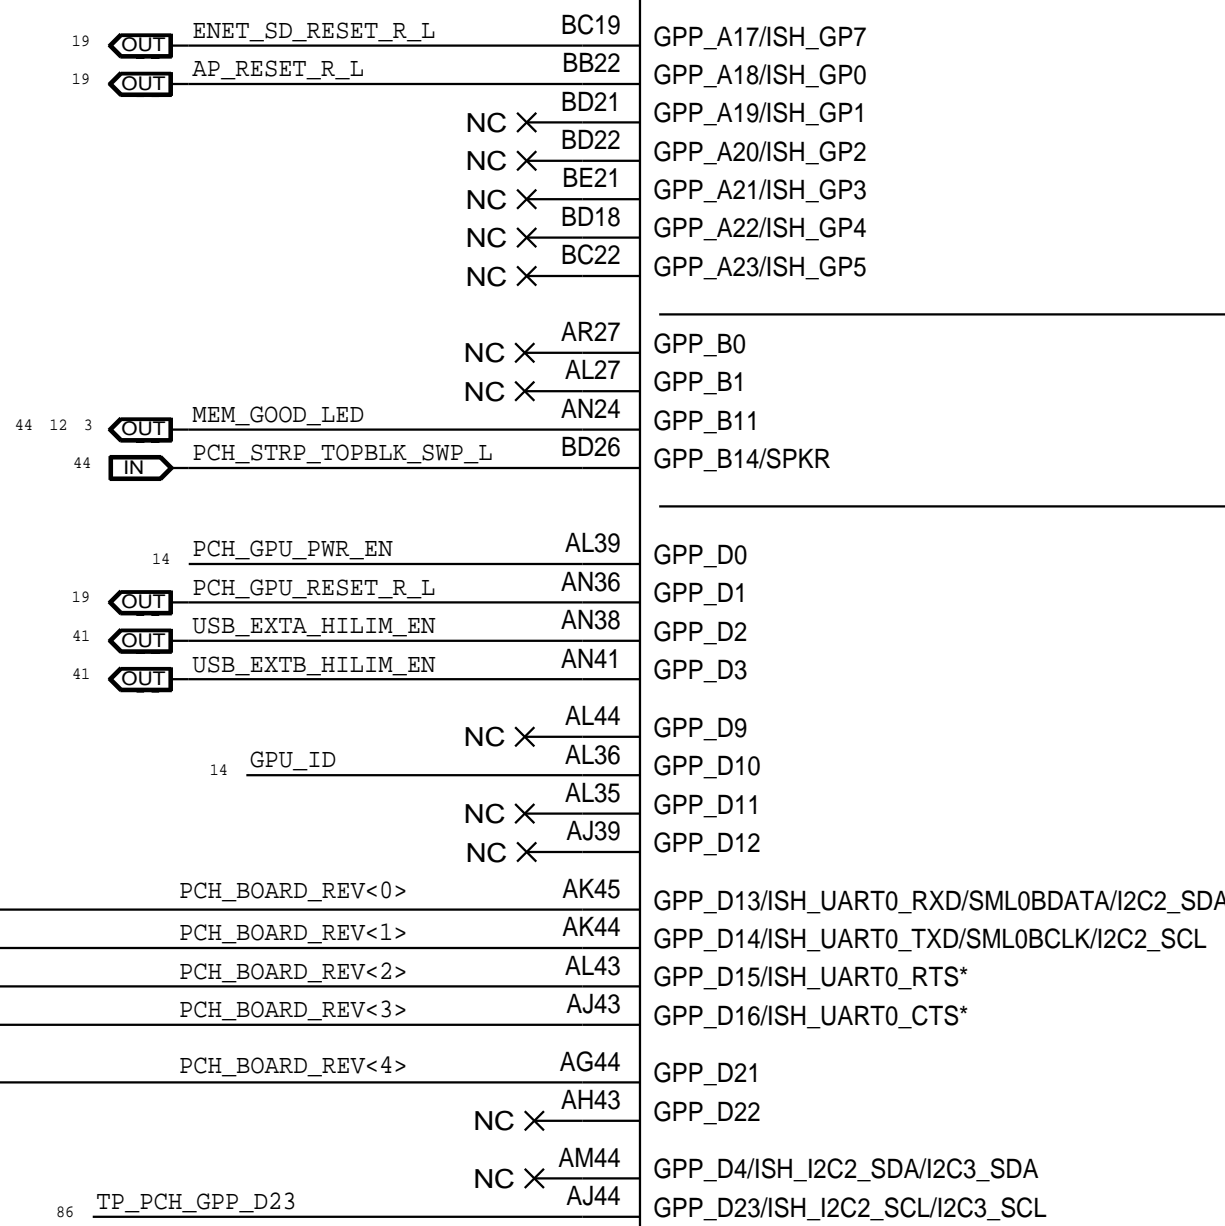 19 OUT ENET_SD_RESET_R_L BC19 GPP_A17/ISH_GP7
19 OUT AP_RESET_R_L BB22 GPP_A18/ISH_GP0
NC BD21 GPP_A19/ISH_GP1
NC BD22 GPP_A20/ISH_GP2
NC BE21 GPP_A21/ISH_GP3
NC BD18 GPP_A22/ISH_GP4
NC BC22 GPP_A23/ISH_GP5
NC AR27 GPP_B0
NC AL27 GPP_B1
44 12 3 OUT MEM_GOOD_LED AN24 GPP_B11
44 IN PCH_STRP_TOPBLK_SWP_L BD26 GPP_B14/SPKR
14 PCH_GPU_PWR_EN AL39 GPP_D0
19 OUT PCH_GPU_RESET_R_L AN36 GPP_D1
41 OUT USB_EXTA_HILIM_EN AN38 GPP_D2
41 OUT USB_EXTB_HILIM_EN AN41 GPP_D3
NC AL44 GPP_D9
14 GPU_ID AL36 GPP_D10
NC AL35 GPP_D11
NC AJ39 GPP_D12
PCH_BOARD_REV<0> AK45 GPP_D13/ISH_UART0_RXD/SML0BDATA/I2C2_SDA
PCH_BOARD_REV<1> AK44 GPP_D14/ISH_UART0_TXD/SML0BCLK/I2C2_SCL
PCH_BOARD_REV<2> AL43 GPP_D15/ISH_UART0_RTS*
PCH_BOARD_REV<3> AJ43 GPP_D16/ISH_UART0_CTS*
PCH_BOARD_REV<4> AG44 GPP_D21
NC AH43 GPP_D22
NC AM44 GPP_D4/ISH_I2C2_SDA/I2C3_SDA
86 TP_PCH_GPP_D23 AJ44 GPP_D23/ISH_I2C2_SCL/I2C3_SCL